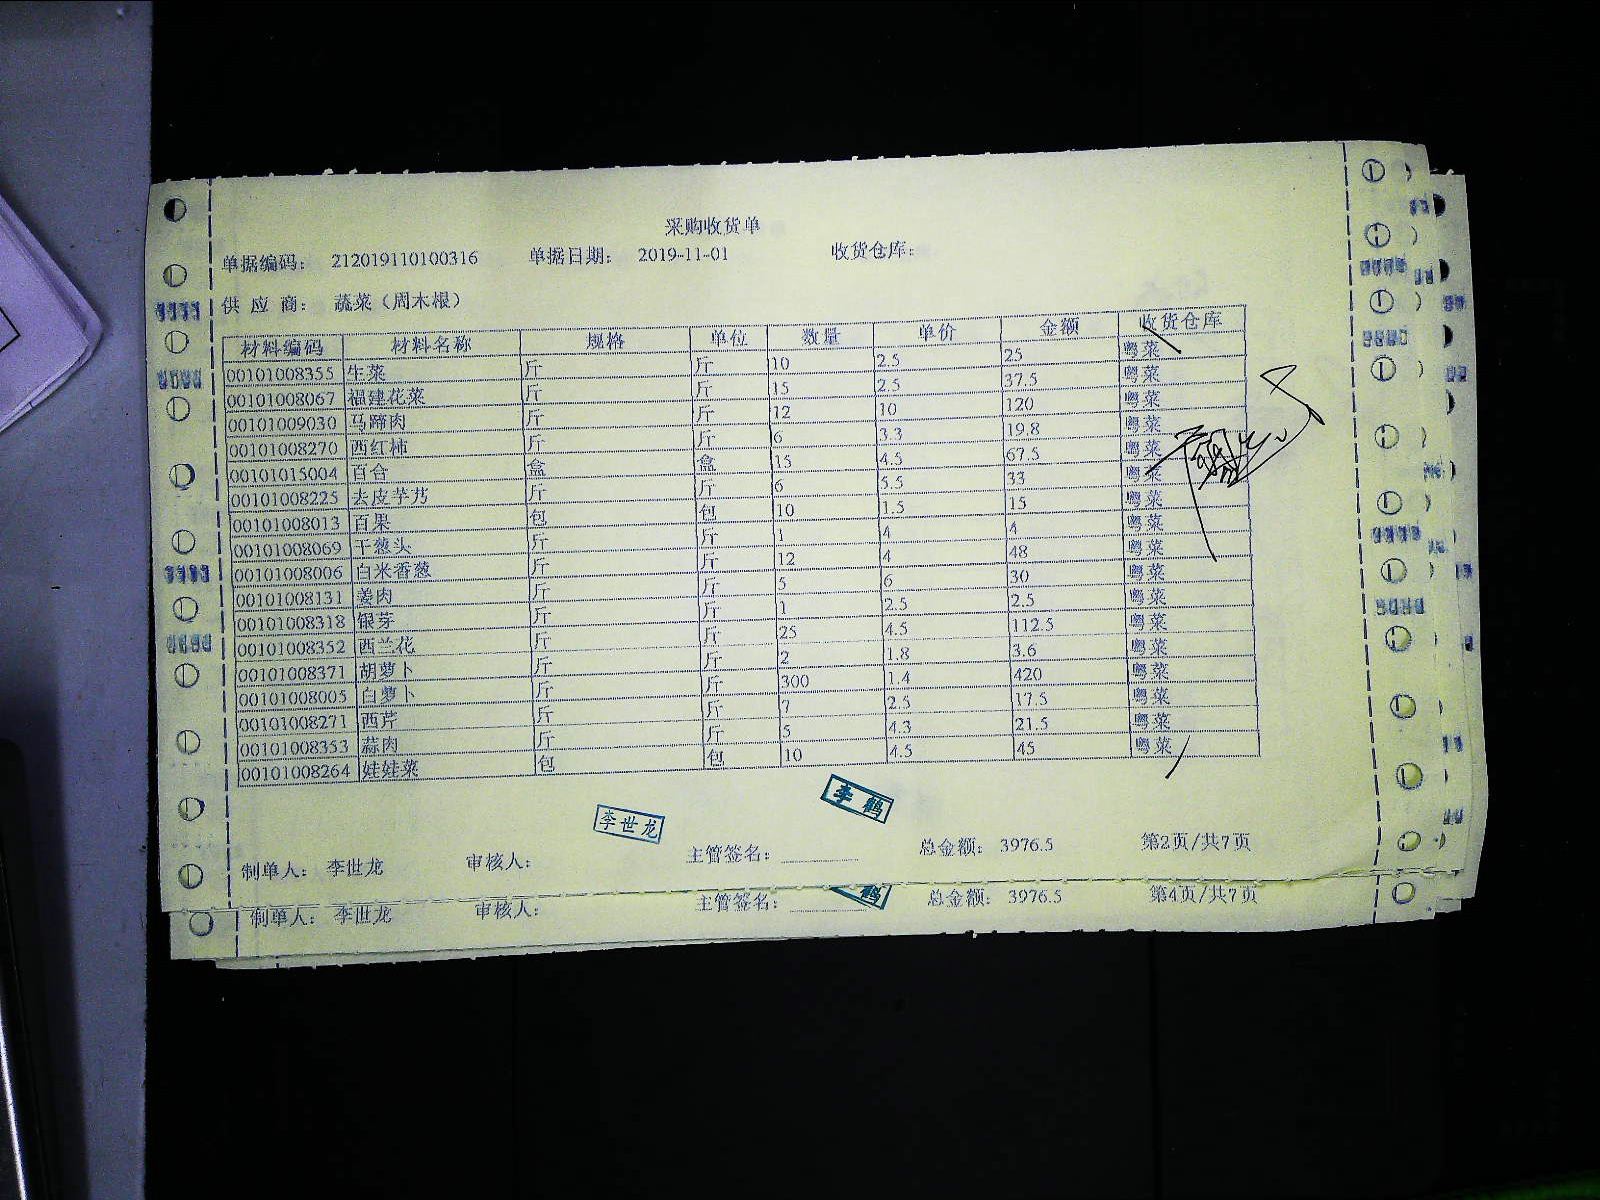 采购收货单
单据编码： 212019110100316 单据日期： 2019-11-01 收货仓库：
供 应 商： 蔬菜（周木根）
材料编码 材料名称 规格 单位 数量 单价 金额 收货仓库
00101008355 生菜 斤 斤 10 2.5 25 粤菜
00101008067 福建花菜 斤 斤 15 2.5 37.5 粤菜
00101009030 马蹄肉 斤 斤 12 10 120 粤菜
00101008270 西红柿 斤 斤 6 3.3 19.8 粤菜
00101015004 百合 盒 盒 15 4.5 67.5 粤菜
00101008225 去皮芋艿 斤 斤 6 5.5 33 粤菜
00101008013 百果 包 包 10 1.5 15 粤菜
00101008069 干葱头 斤 斤 1 4 4 粤菜
00101008006 白米香葱 斤 斤 12 4 48 粤菜
00101008131 姜肉 斤 斤 5 6 30 粤菜
00101008318 银芽 斤 斤 1 2.5 2.5 粤菜
00101008352 西兰花 斤 斤 25 4.5 112.5 粤菜
00101008371 胡萝卜 斤 斤 2 1.8 3.6 粤菜
00101008005 白萝卜 斤 斤 300 1.4 420 粤菜
00101008271 西芹 斤 斤 7 2.5 17.5 粤菜
00101008353 蒜肉 斤 斤 5 4.3 21.5 粤菜
00101008264 娃娃菜 包 包 10 4.5 45 粤菜
李世龙 李鹤
制单人： 李世龙 审核人： 主管签名： 总金额： 3976.5 第2页/共7页
鹤
制单人： 李世龙 审核人： 主管签名： 总金额： 3976.5 第4页/共7页